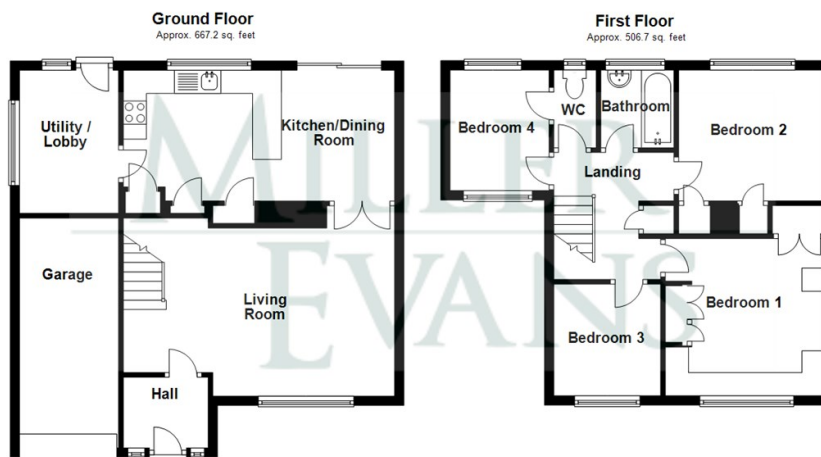 Ground Floor
Approx. 667.2 sq. feet
Utility /
Lobby
Kitchen/Dining
Room
Garage
Living
Room
Hall
First Floor
Approx. 506.7 sq. feet
Bedroom 4
WC
Bathroom
Bedroom 2
Landing
Bedroom 3
Bedroom 1
MILLER
EVANS